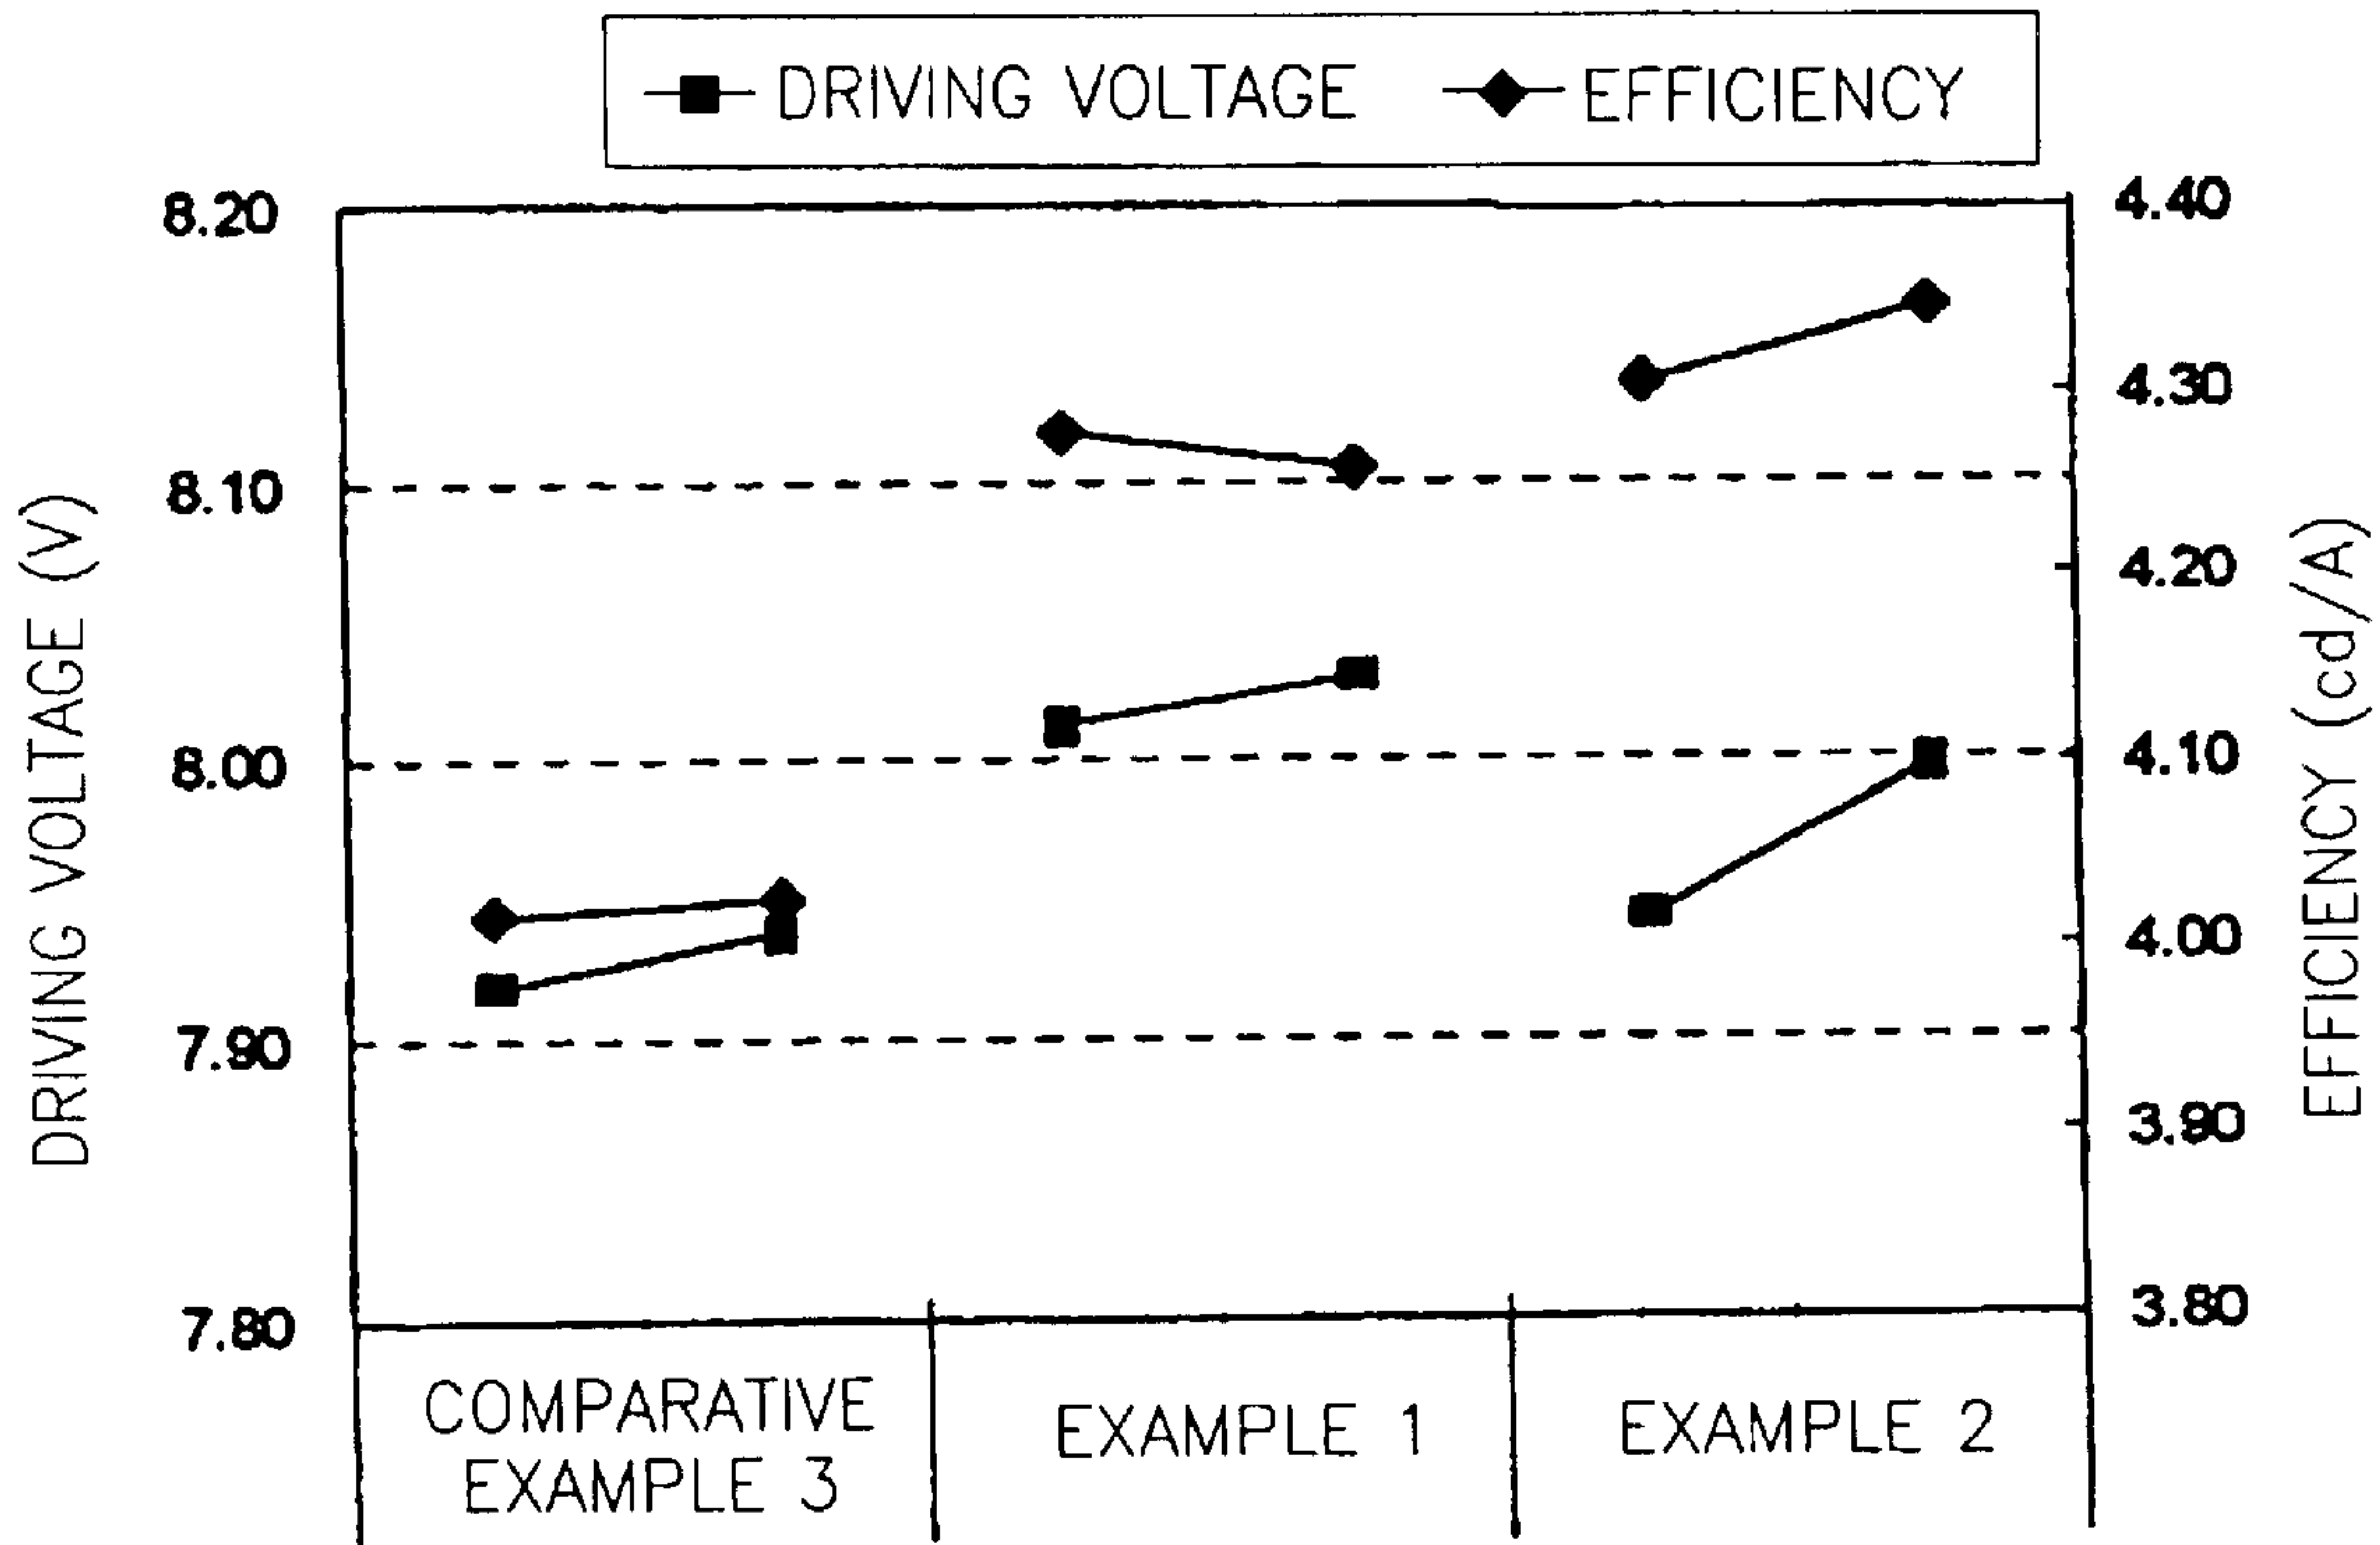 DRIVING VOLTAGE EFFICIENCY
8.20
8.10
8.00
7.90
7.80
DRIVING VOLTAGE (V)
4.40
4.30
4.20
4.10
4.00
3.90
3.80
EFFICIENCY (cd/A)
COMPARATIVE
EXAMPLE 3
EXAMPLE 1
EXAMPLE 2